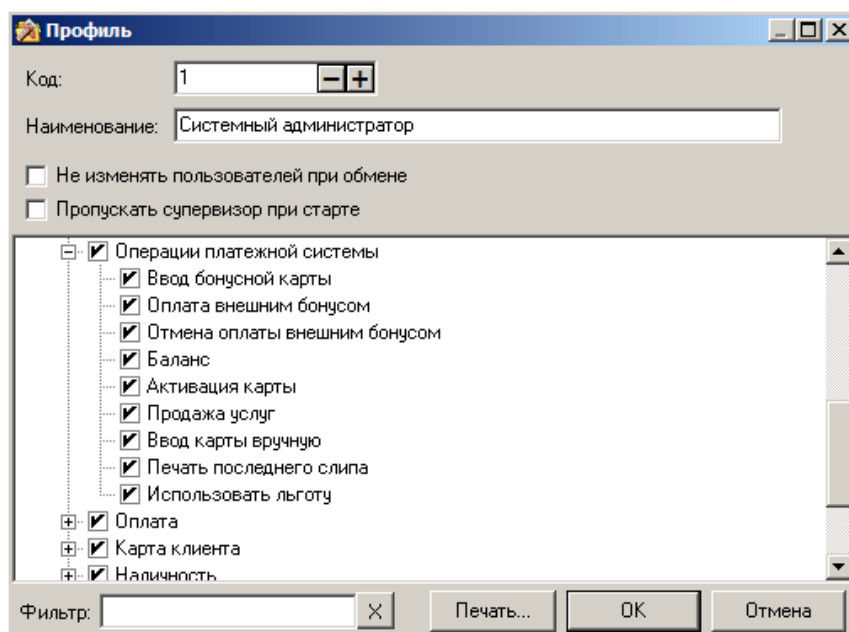 Профиль
Код: 1
Наименование: Системный администратор
Не изменять пользователей при обмене
Пропускать супервизор при старте
Операции платежной системы
Ввод бонусной карты
Оплата внешним бонусом
Отмена оплаты внешним бонусом
Баланс
Активация карты
Продажа услуг
Ввод карты вручную
Печать последнего слипа
Использовать льготу
Оплата
Карта клиента
Наличность
Фильтр: X Печать... OK Отмена